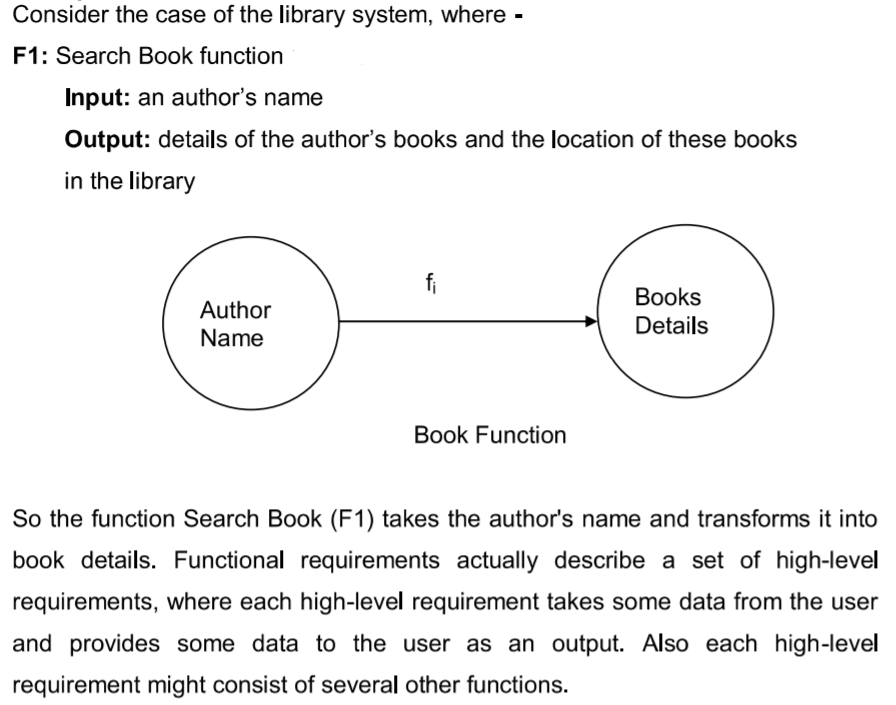 Consider the case of the library system, where -
F1: Search Book function
Input: an author's name
Output: details of the author's books and the location of these books
in the library
fi
Author
Name
Books
Details
Book Function
So the function Search Book (F1) takes the author's name and transforms it into
book details. Functional requirements actually describe a set of high-level
requirements, where each high-level requirement takes some data from the user
and provides some data to the user as an output. Also each high-level
requirement might consist of several other functions.